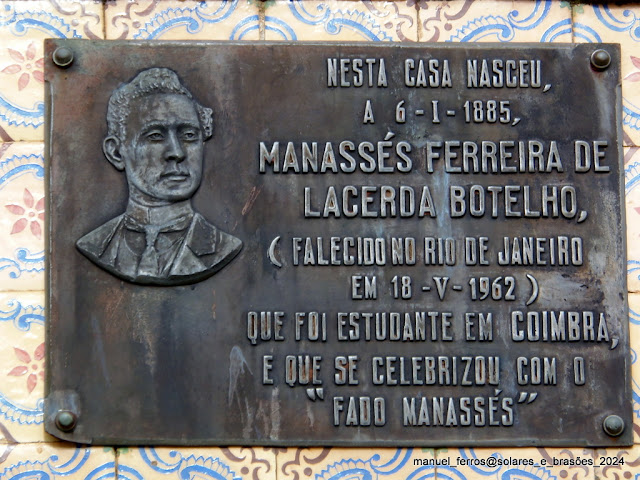 NESTA CASA NASCEU,
A 6-I-1885,
MANASSÉS FERREIRA DE
LACERDA BOTELHO,
( FALECIDO NO RIO DE JANEIRO
EM 18-V-1962 )
QUE FOI ESTUDANTE EM COIMBRA,
E QUE SE CELEBRIZOU COM O
"FADO MANASSÉS"
manuel_ferros@solares_e_brasões_2024